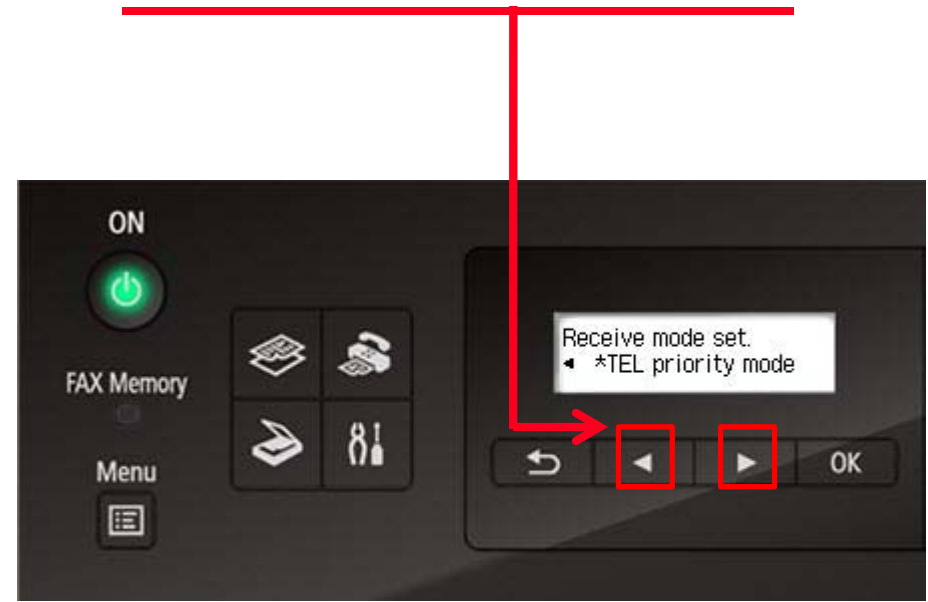 ON
FAX Memory
Menu
Receive mode set.
◄ *TEL priority mode
OK